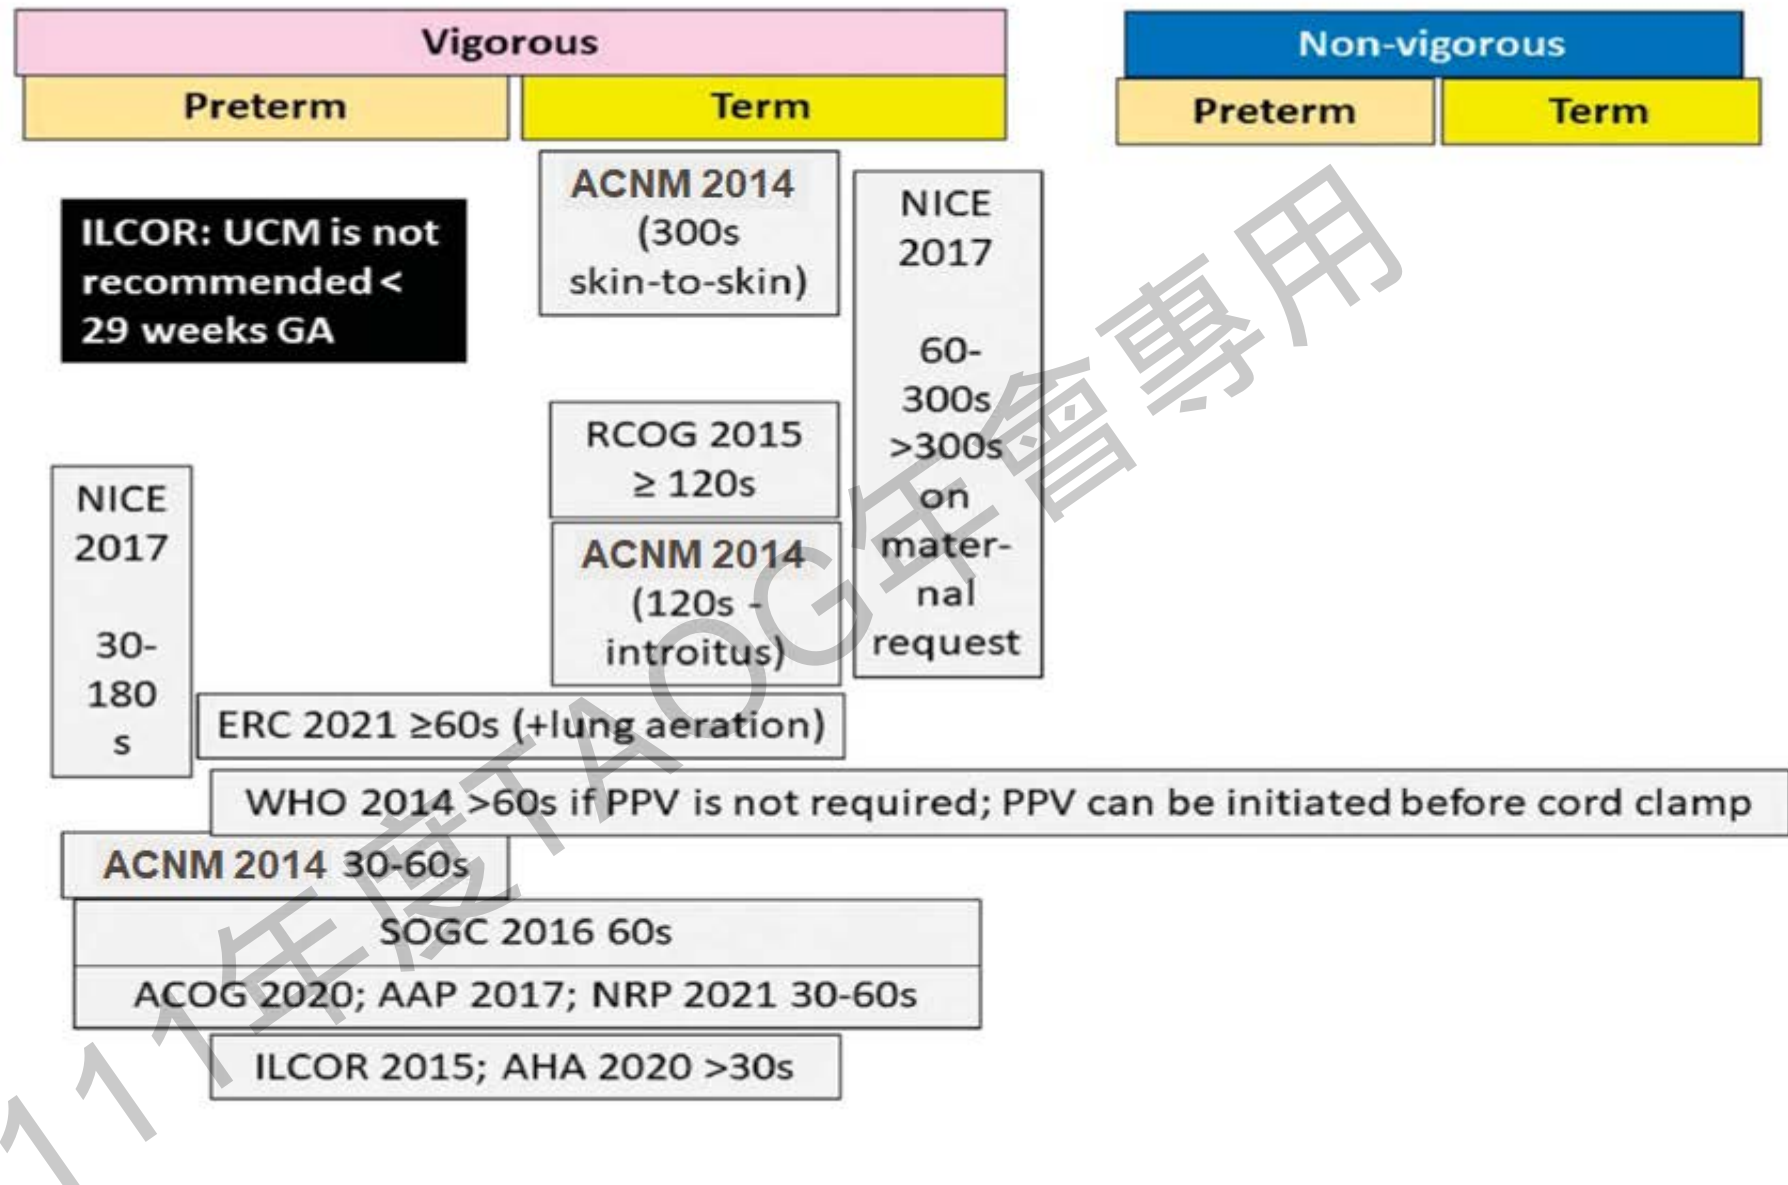 Vigorous
Non-vigorous
Preterm
Term
Preterm
Term
ILCOR: UCM is not
recommended <
29 weeks GA
ACNM 2014
(300s
skin-to-skin)
NICE
2017
60-
300s
>300s
on
mater-
nal
request
RCOG 2015
≥ 120s
ACNM 2014
(120s -
introitus)
NICE
2017
30-
180
s
ERC 2021 ≥60s (+lung aeration)
WHO 2014 >60s if PPV is not required; PPV can be initiated before cord clamp
ACNM 2014 30-60s
SOGC 2016 60s
ACOG 2020; AAP 2017; NRP 2021 30-60s
ILCOR 2015; AHA 2020 >30s
111年度TAOG年會專用